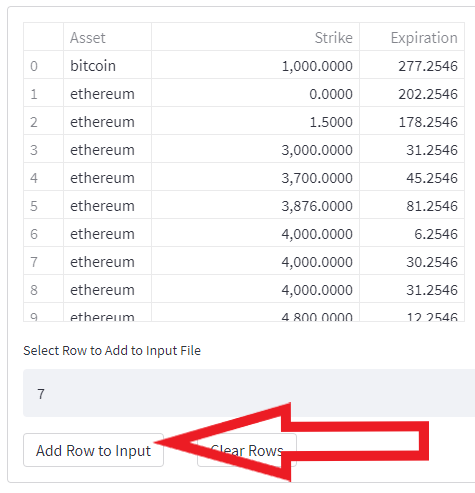 Asset Strike Expiration
0 bitcoin 1,000.0000 277.2546
1 ethereum 0.0000 202.2546
2 ethereum 1.5000 178.2546
3 ethereum 3,000.0000 31.2546
4 ethereum 3,700.0000 45.2546
5 ethereum 3,876.0000 81.2546
6 ethereum 4,000.0000 6.2546
7 ethereum 4,000.0000 30.2546
8 ethereum 4,000.0000 31.2546
9 ethereum 4,800.0000 12.2546
Select Row to Add to Input File
7
Add Row to Input Clear Rows